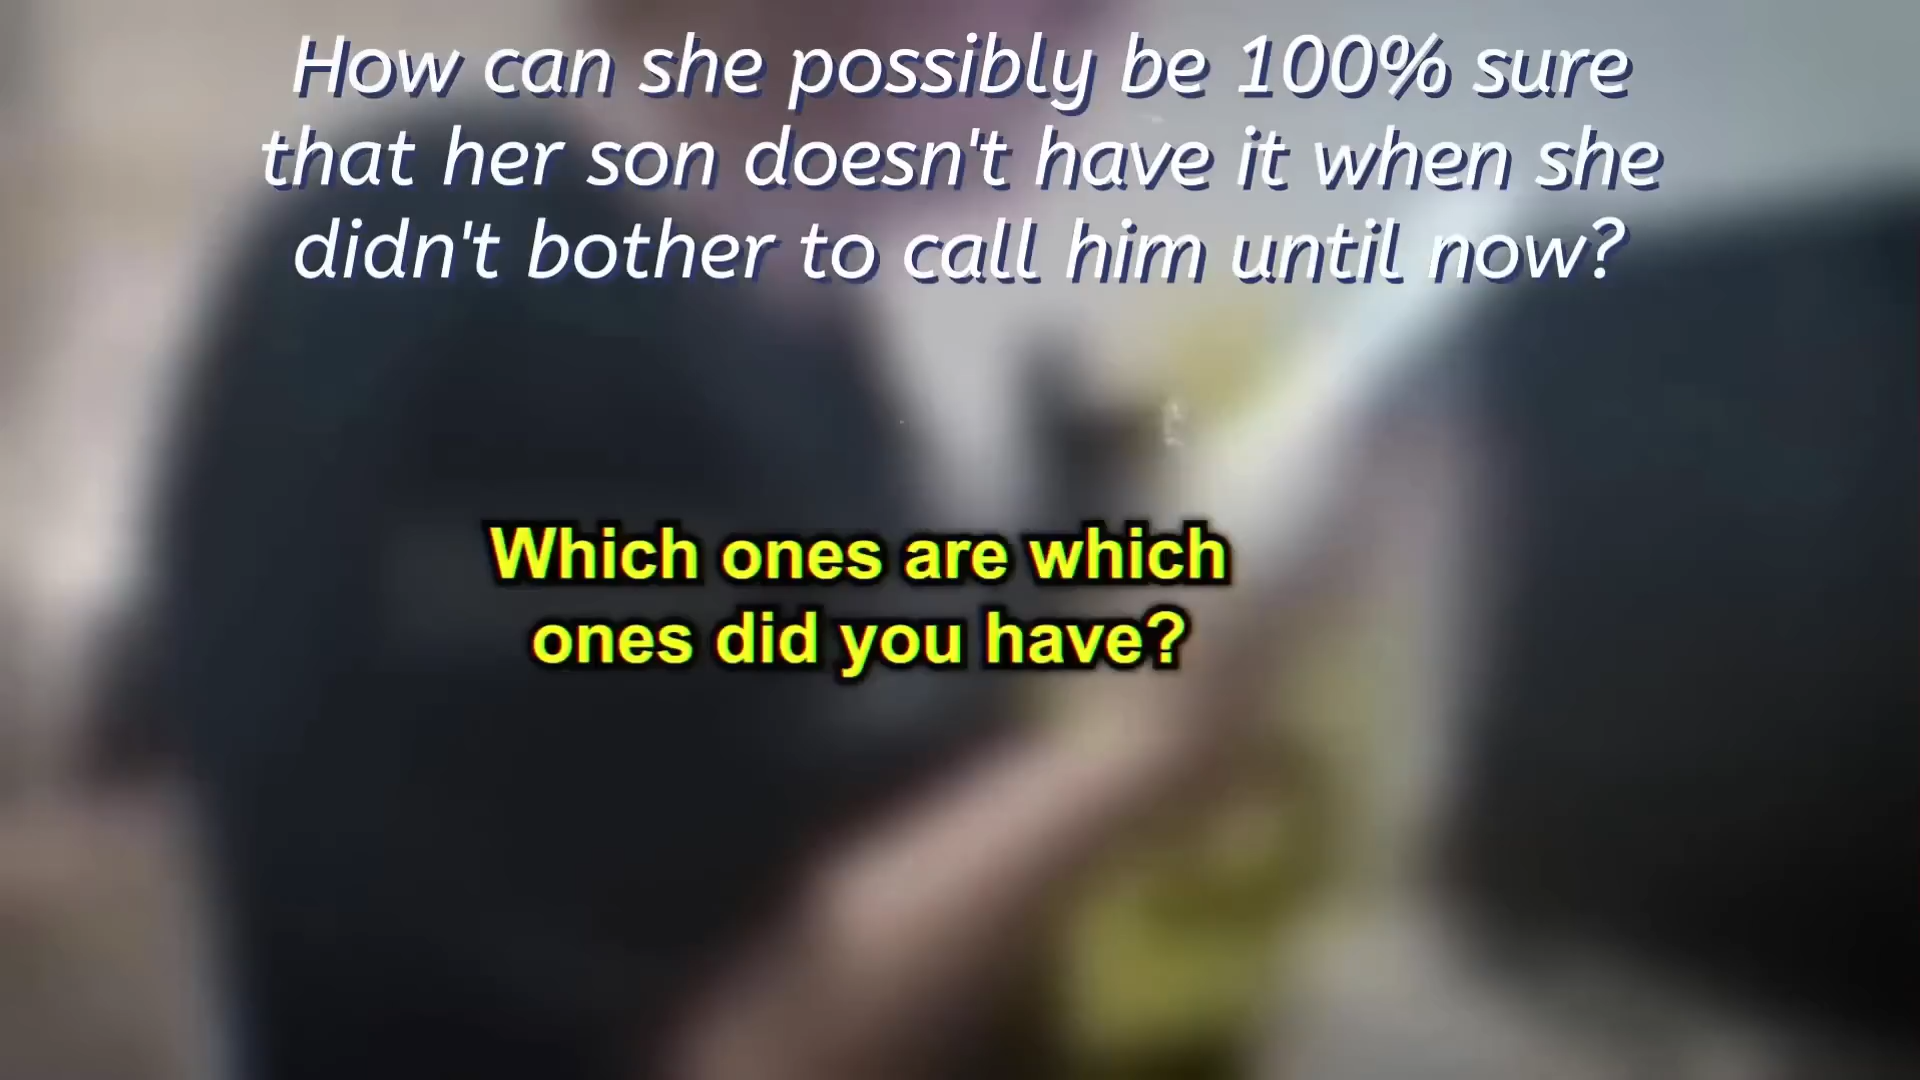 How can she possibly be 100% sure
that her son doesn't have it when she
didn't bother to call him until now?
Which ones are which
ones did you have?